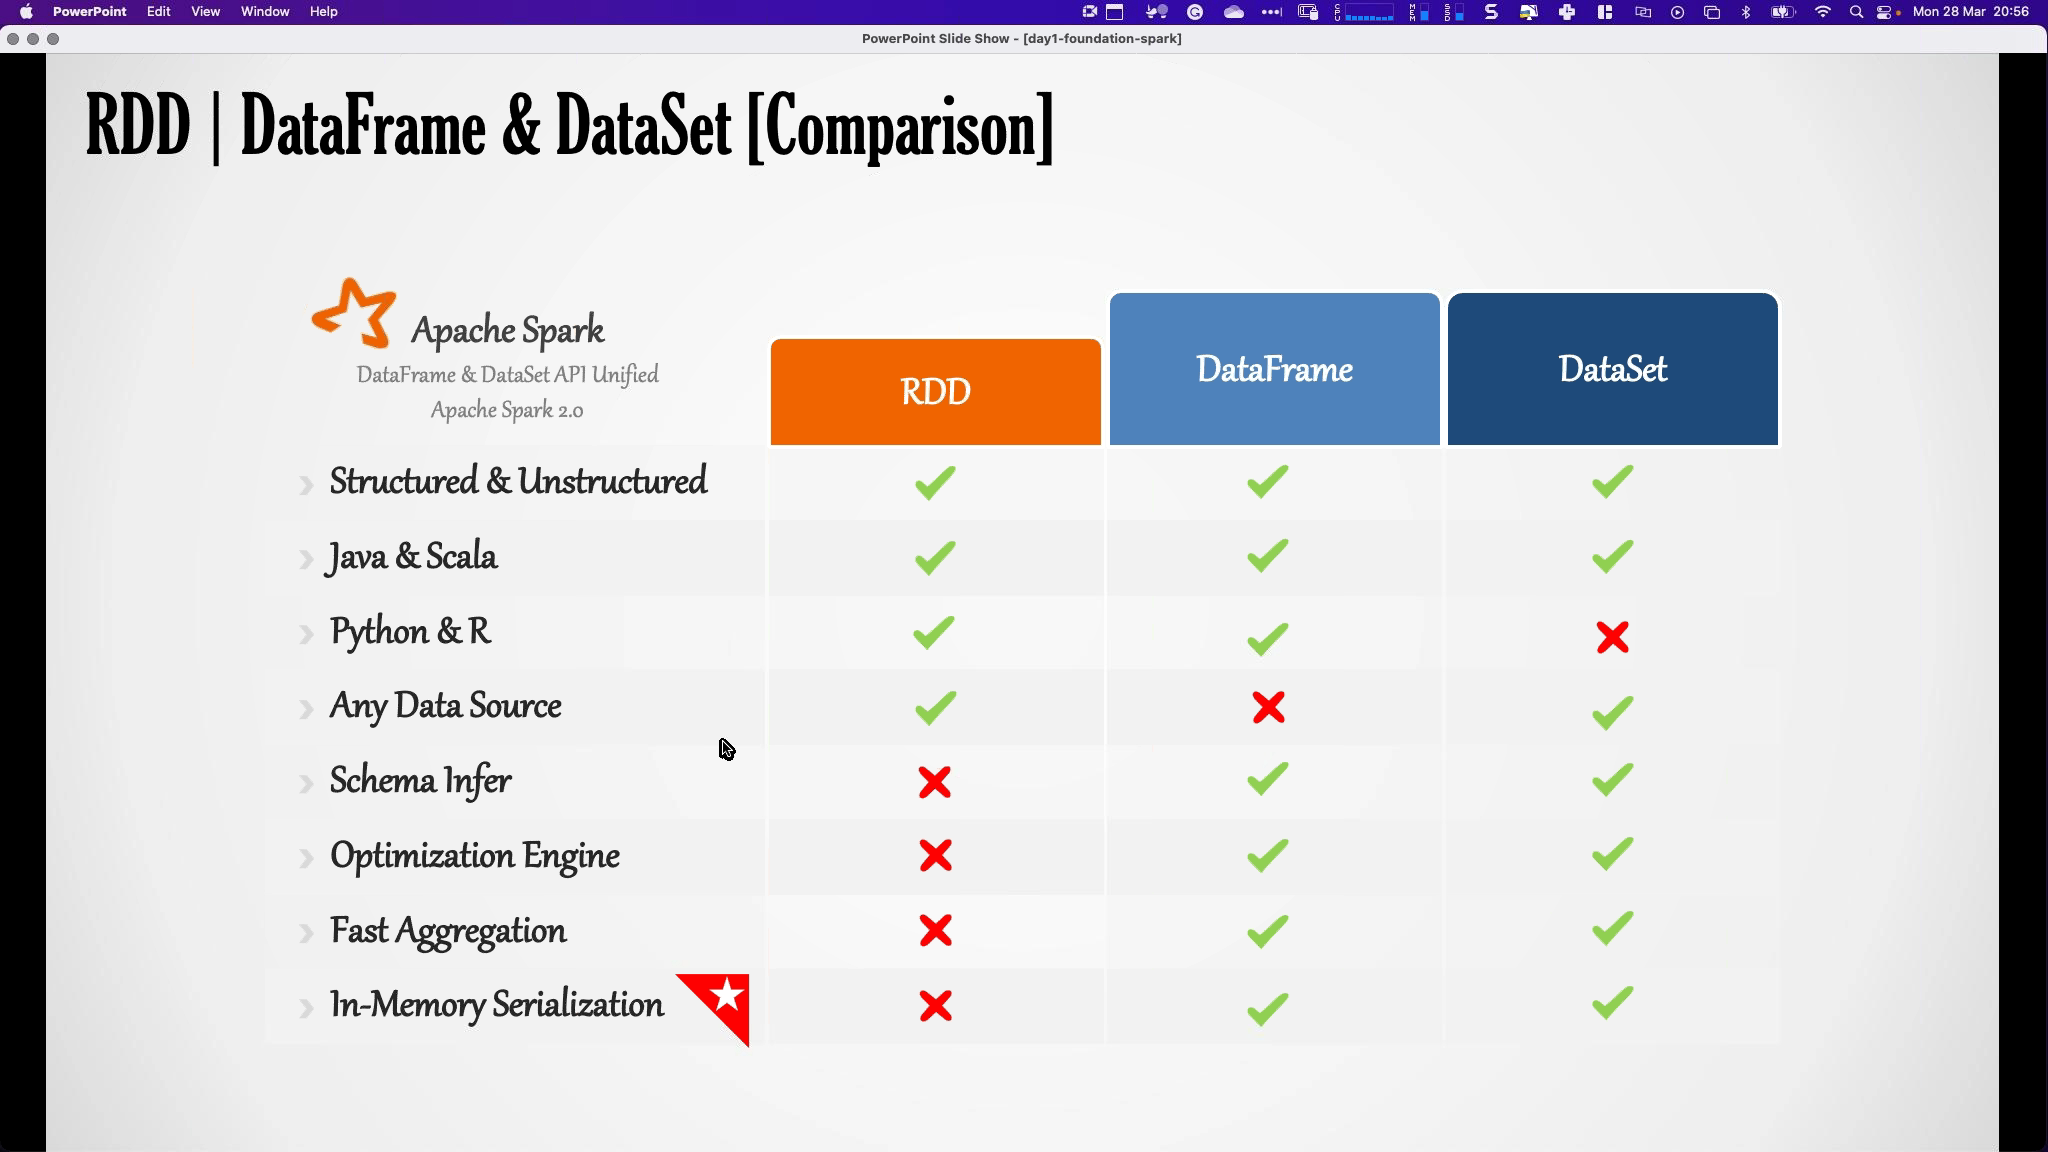 PowerPoint Edit View Window Help Mon 28 Mar 20:56
PowerPoint Slide Show - [day1-foundation-spark]
RDD | DataFrame & DataSet [Comparison]
Apache Spark
DataFrame & DataSet API Unified
Apache Spark 2.0
RDD DataFrame DataSet
Structured & Unstructured
Java & Scala
Python & R
Any Data Source
Schema Infer
Optimization Engine
Fast Aggregation
In-Memory Serialization